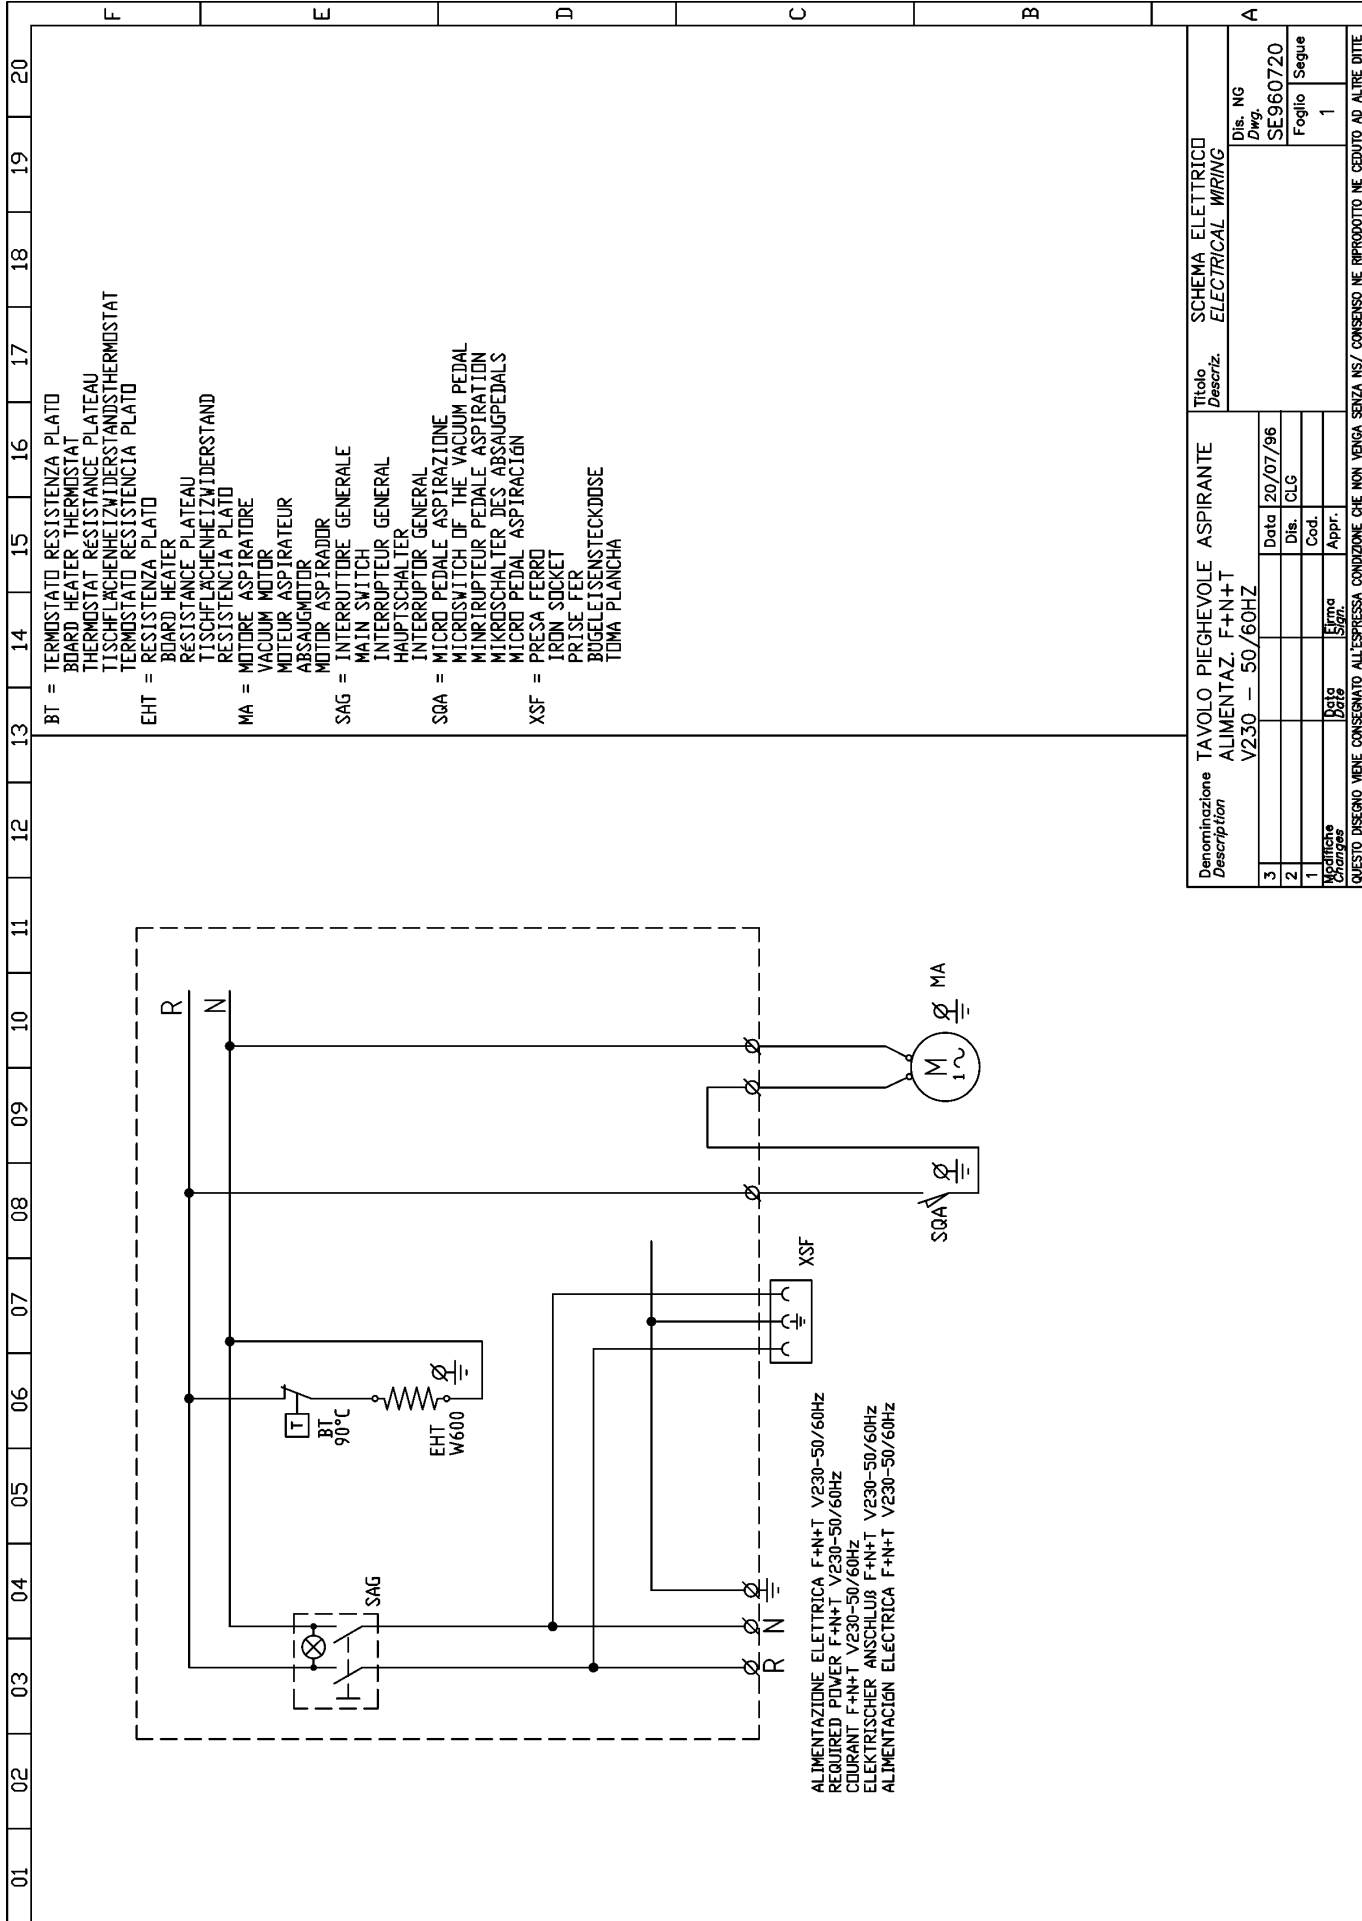 01 02 03 04 05 06 07 08 09 10 11 12 13 14 15 16 17 18 19 20
F
E
D
C
B
A
BT = TERMOSTATO RESISTENZA PLATO
BOARD HEATER THERMOSTAT
THERMOSTAT RéSISTANCE PLATEAU
TISCHFLÄCHENHEIZWIDERSTANDSTHERMOSTAT
TERMOSTATO RESISTENCIA PLATO
EHT = RESISTENZA PLATO
BOARD HEATER
RéSISTANCE PLATEAU
TISCHFLÄCHENHEIZWIDERSTAND
RESISTENCIA PLATO
MA = MOTORE ASPIRATORE
VACUUM MOTOR
MOTEUR ASPIRATEUR
ABSAUGMOTOR
MOTOR ASPIRADOR
SAG = INTERRUTTORE GENERALE
MAIN SWITCH
INTERRUPTEUR GENERAL
HAUPTSCHALTER
INTERRUPTOR GENERAL
SQA = MICRO PEDALE ASPIRAZIONE
MICROSWITCH OF THE VACUUM PEDAL
MINRTRUPTEUR PEDALE ASPIRATION
MIKROSCHALTER DES ABSAUGPEDALS
MICRO PEDAL ASPIRACIóN
XSF = PRESA FERRO
IRON SOCKET
PRISE FER
BÜGELEISENSTECKDOSE
TOMA PLANCHA
R
N
SAG
T
BT
90°C
EHT
W600
R
N
XSF
SQA
M
1~
MA
ALIMENTAZIONE ELETTRICA F+N+T V230-50/60Hz
REQUIRED POWER F+N+T V230-50/60Hz
COURANT F+N+T V230-50/60Hz
ELEKTRISCHER ANSCHLUß F+N+T V230-50/60Hz
ALIMENTACIóN ELéCTRICA F+N+T V230-50/60Hz
Denominazione
Description
TAVOLO PIEGHEVOLE ASPIRANTE
ALIMENTAZ. F+N+T
V230 - 50/60HZ
Titolo
Descriz.
SCHEMA ELETTRICO
ELECTRICAL WIRING
3
2
1
Modifiche
Changes
Data
Date
Firma
Sign.
Data 20/07/96
Dis. CLG
Cod.
Appr.
Dis. NG
Dwg.
SE960720
Foglio
1
Segue
QUESTO DISEGNO VIENE CONSEGNATO ALL'ESPRESSA CONDIZIONE CHE NON VENGA SENZA NS/ CONSENSO NE RIPRODOTTO NE CEDUTO AD ALTRE DITTE